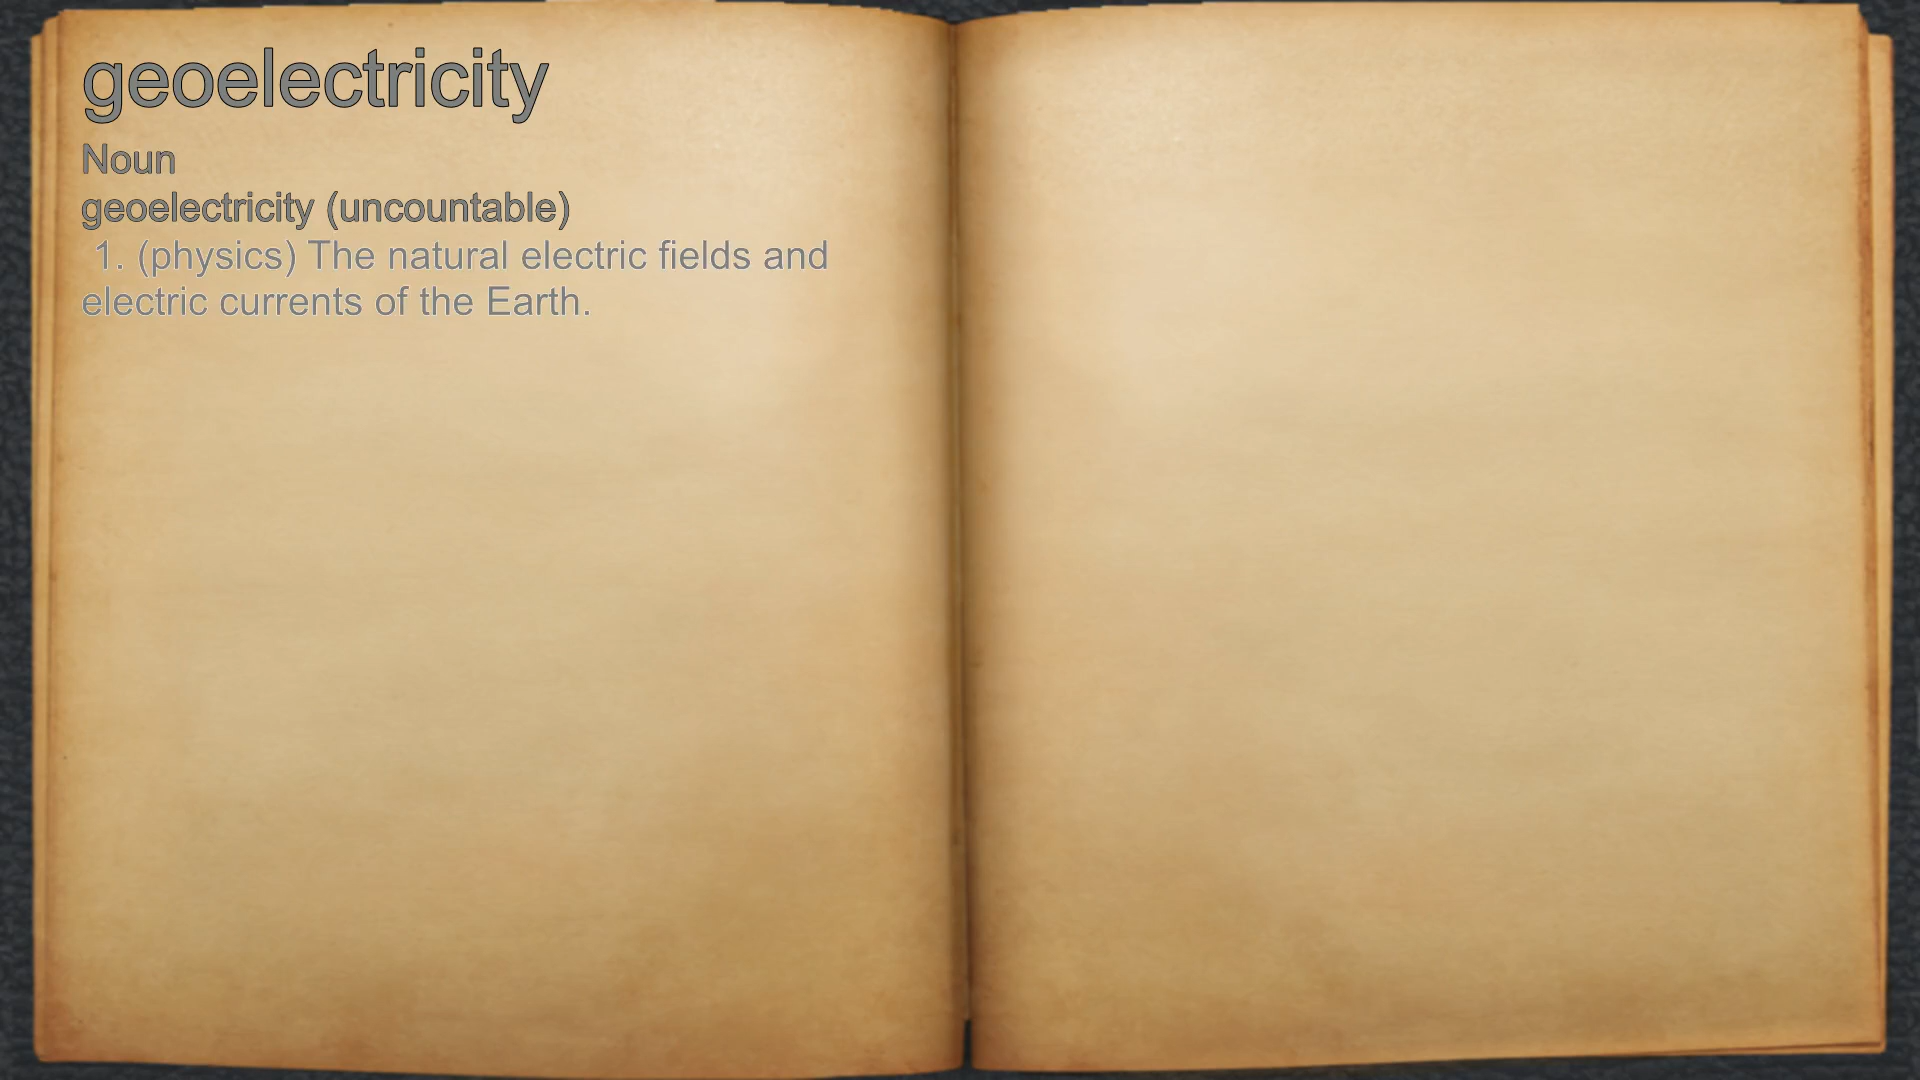 geoelectricity
Noun
geoelectricity (uncountable)
1. (physics) The natural electric fields and
electric currents of the Earth.